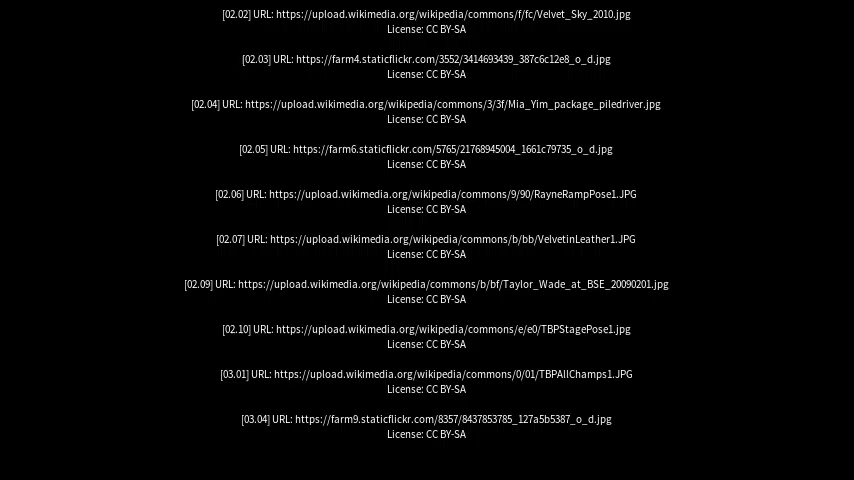 [02.02] URL: https://upload.wikimedia.org/wikipedia/commons/f/fc/Velvet_Sky_2010.jpg
License: CC BY-SA
[02.03] URL: https://farm4.staticflickr.com/3552/3414693439_387c6c12e8_o_d.jpg
License: CC BY-SA
[02.04] URL: https://upload.wikimedia.org/wikipedia/commons/3/3f/Mia_Yim_package_piledriver.jpg
License: CC BY-SA
[02.05] URL: https://farm6.staticflickr.com/5765/21768945004_1661c79735_o_d.jpg
License: CC BY-SA
[02.06] URL: https://upload.wikimedia.org/wikipedia/commons/9/90/RayneRampPose1.JPG
License: CC BY-SA
[02.07] URL: https://upload.wikimedia.org/wikipedia/commons/b/bb/VelvetinLeather1.JPG
License: CC BY-SA
[02.09] URL: https://upload.wikimedia.org/wikipedia/commons/b/bf/Taylor_Wade_at_BSE_20090201.jpg
License: CC BY-SA
[02.10] URL: https://upload.wikimedia.org/wikipedia/commons/e/e0/TBPStagePose1.jpg
License: CC BY-SA
[03.01] URL: https://upload.wikimedia.org/wikipedia/commons/0/01/TBPAllChamps1.JPG
License: CC BY-SA
[03.04] URL: https://farm9.staticflickr.com/8357/8437853785_127a5b5387_o_d.jpg
License: CC BY-SA